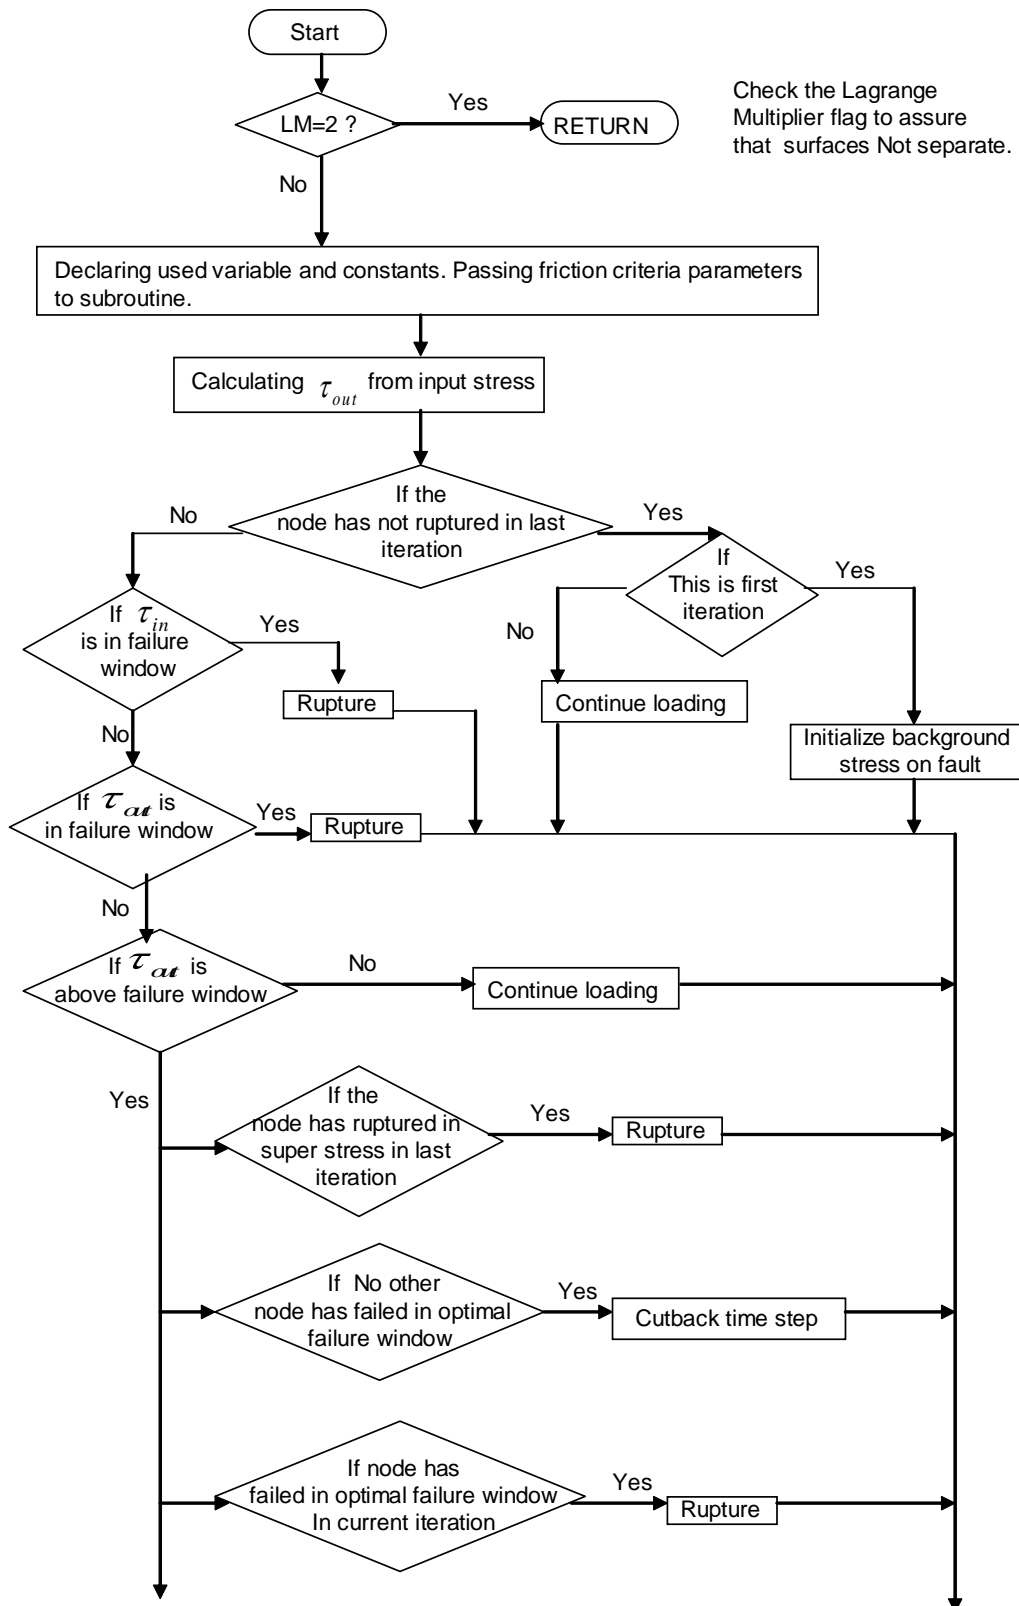 Start
LM=2 ?
Yes
RETURN
Check the Lagrange
Multiplier flag to assure
that surfaces Not separate.
No
Declaring used variable and constants. Passing friction criteria parameters
to subroutine.
Calculating τ_out from input stress
If the
node has not ruptured in last
iteration
No
Yes
If
This is first
iteration
Yes
No
If τ_in
is in failure
window
Yes
Rupture
Continue loading
Initialize background
stress on fault
No
If τ_out is
in failure window
Yes
Rupture
No
If τ_out is
above failure window
No
Continue loading
Yes
If the
node has ruptured in
super stress in last
iteration
Yes
Rupture
If No other
node has failed in optimal
failure window
Yes
Cutback time step
If node has
failed in optimal failure window
In current iteration
Yes
Rupture